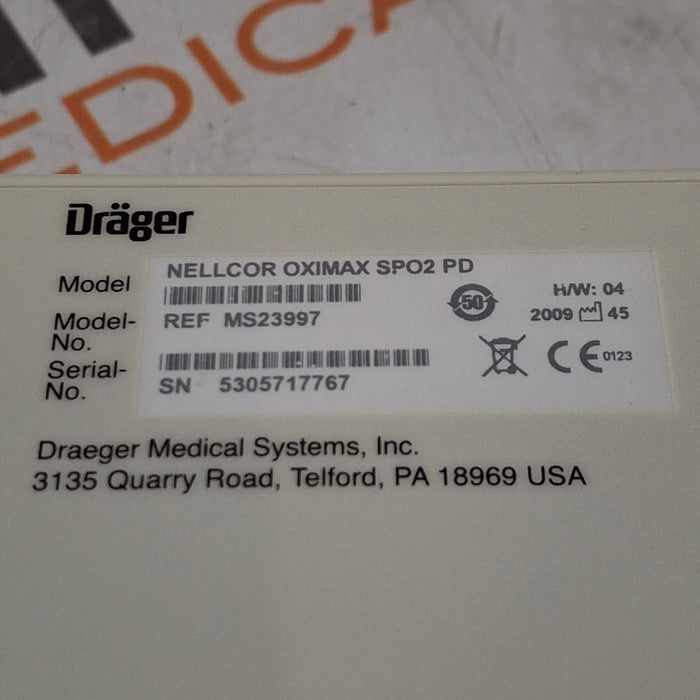 EDICA
Dräger
Model NELLCOR OXIMAX SPO2 PD
Model-No. REF MS23997
Serial-No. SN 5305717767
50
H/W: 04
2009 45
CE 0123
Draeger Medical Systems, Inc.
3135 Quarry Road, Telford, PA 18969 USA